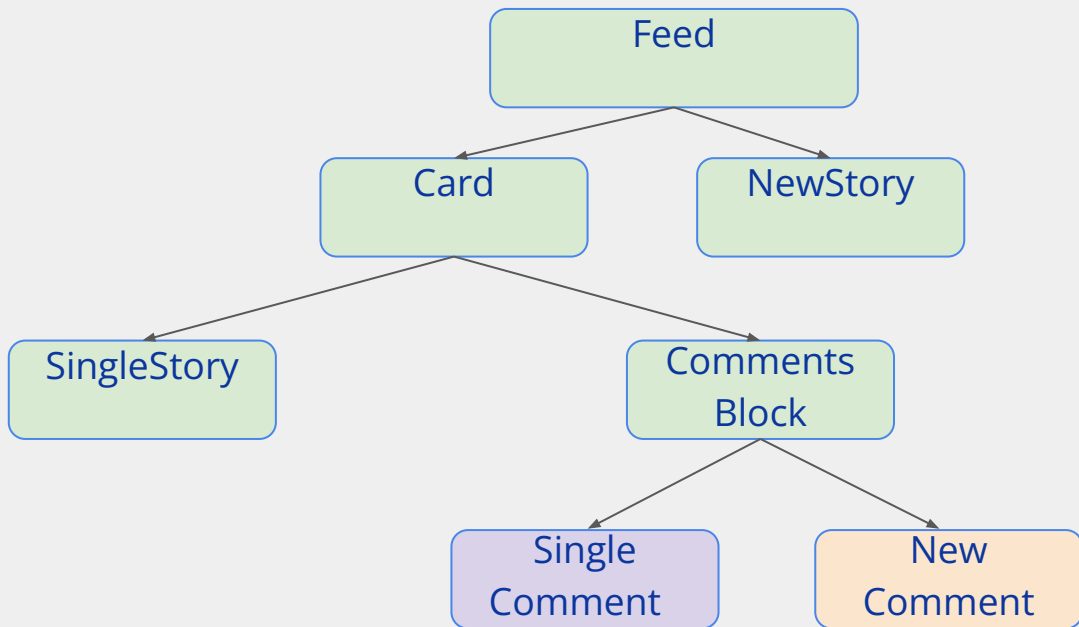 Feed
Card
NewStory
SingleStory
Comments
Block
Single
Comment
New
Comment